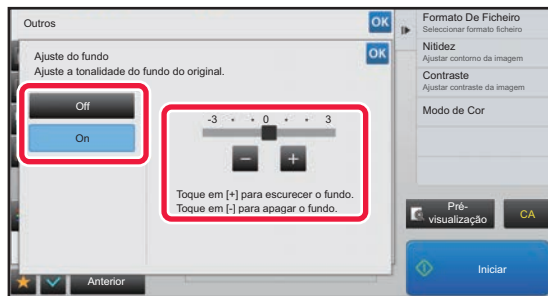 Outros
OK
Ajuste do fundo
OK
Ajuste a tonalidade do fundo do original.
Off
On
-3 • • 0 • • 3
− +
Toque em [+] para escurecer o fundo.
Toque em [-] para apagar o fundo.
Anterior
Formato De Ficheiro
Seleccionar formato ficheiro
Nitidez
Ajustar contorno da imagem
Contraste
Ajustar contraste da imagem
Modo de Cor
Pré-
visualização
CA
Iniciar